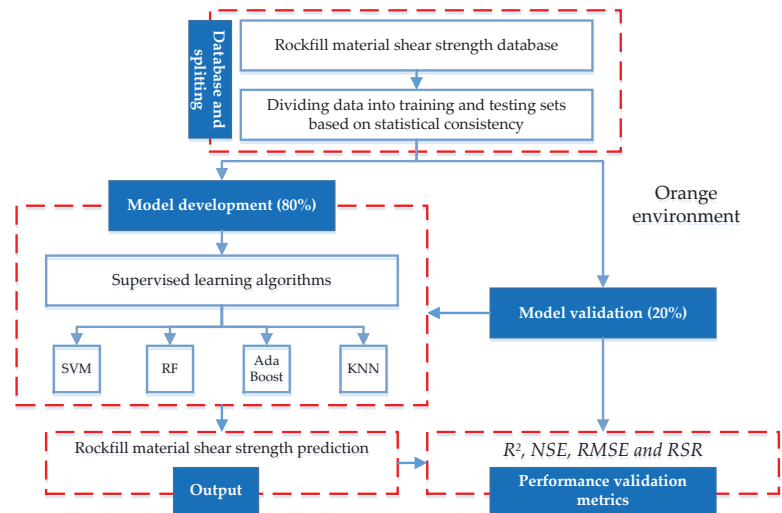 Database and
splitting
Rockfill material shear strength database
Dividing data into training and testing sets
based on statistical consistency
Model development (80%)
Orange
environment
Supervised learning algorithms
Model validation (20%)
SVM
RF
Ada
Boost
KNN
Rockfill material shear strength prediction
Output
R², NSE, RMSE and RSR
Performance validation
metrics